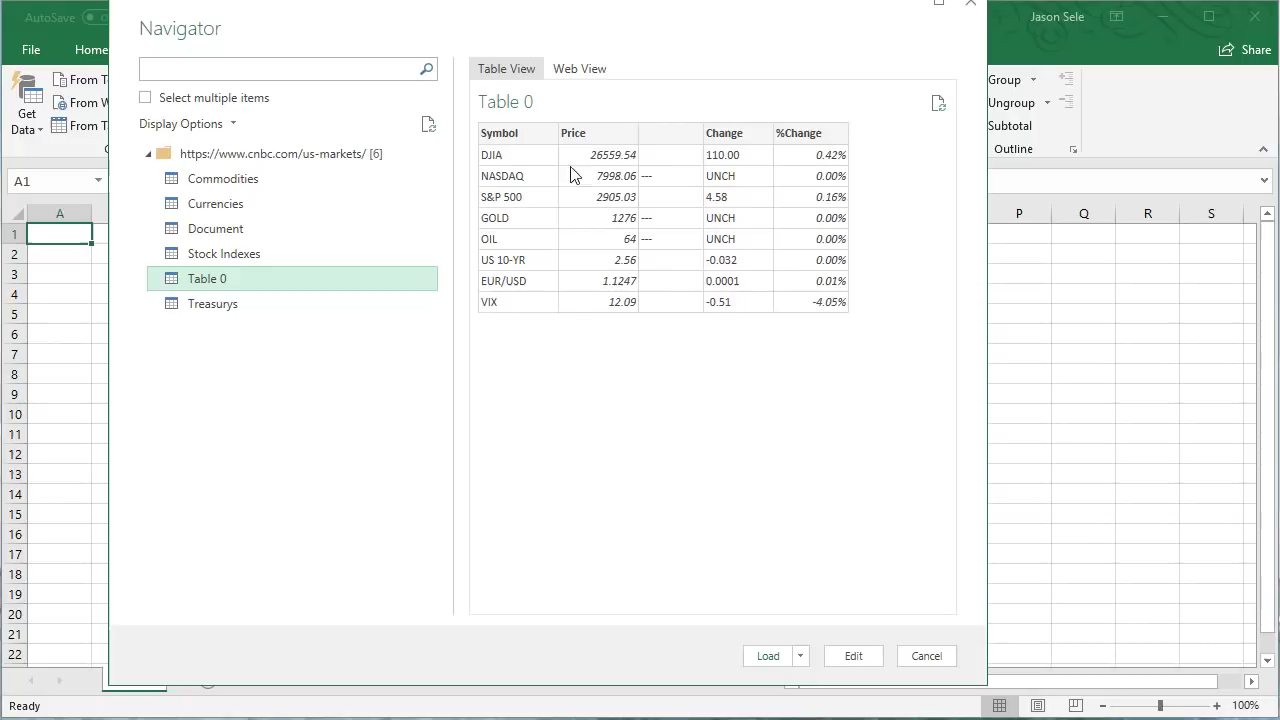 AutoSave
Jason Sele
File
Home
Share
Navigator
Select multiple items
Display Options
https://www.cnbc.com/us-markets/ [6]
Commodities
Currencies
Document
Stock Indexes
Table 0
Treasurys
Table View Web View
Table 0
Symbol Price Change %Change
DJIA 26559.54 110.00 0.42%
NASDAQ 7998.06 --- UNCH 0.00%
S&P 500 2905.03 4.58 0.16%
GOLD 1276 --- UNCH 0.00%
OIL 64 --- UNCH 0.00%
US 10-YR 2.56 -0.032 0.00%
EUR/USD 1.1247 0.0001 0.01%
VIX 12.09 -0.51 -4.05%
Load Edit Cancel
Get
Data
From T
From W
From T
Group
Ungroup
Subtotal
Outline
A1
A P Q R S
1
2
3
4
5
6
7
8
9
10
11
12
13
14
15
16
17
18
19
20
21
22
Ready
100%